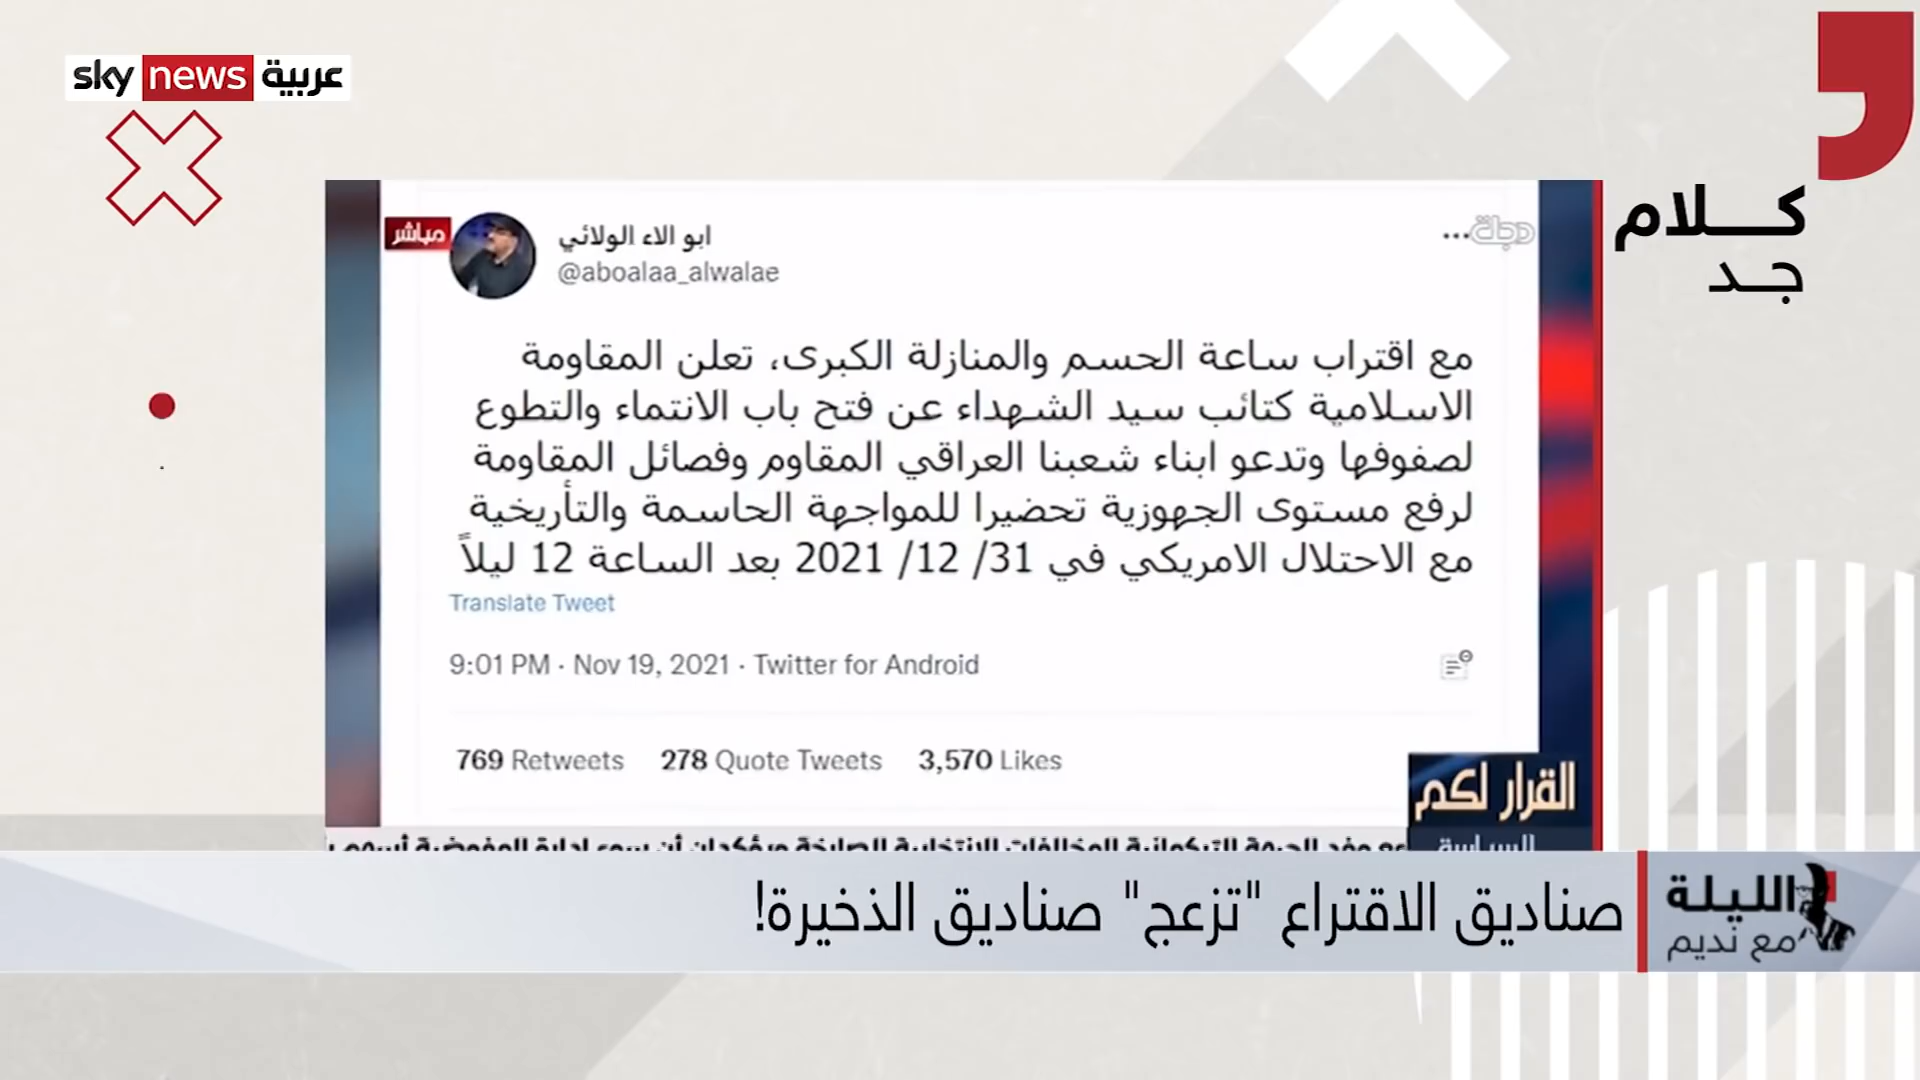 sky news عربية
كلام
جد
مباشر
دجلة
ابو الاء الولائي
@aboalaa_alwalae
مع اقتراب ساعة الحسم والمنازلة الكبرى، تعلن المقاومة
الاسلامية كتائب سيد الشهداء عن فتح باب الانتماء والتطوع
لصفوفها وتدعو ابناء شعبنا العراقي المقاوم وفصائل المقاومة
لرفع مستوى الجهوزية تحضيرا للمواجهة الحاسمة والتأريخية
مع الاحتلال الامريكي في 31/ 12/ 2021 بعد الساعة 12 ليلاً
Translate Tweet
9:01 PM · Nov 19, 2021 · Twitter for Android
769 Retweets 278 Quote Tweets 3,570 Likes
القرار لكم
صناديق الاقتراع "تزعج" صناديق الذخيرة!
الليلة
مع نديم